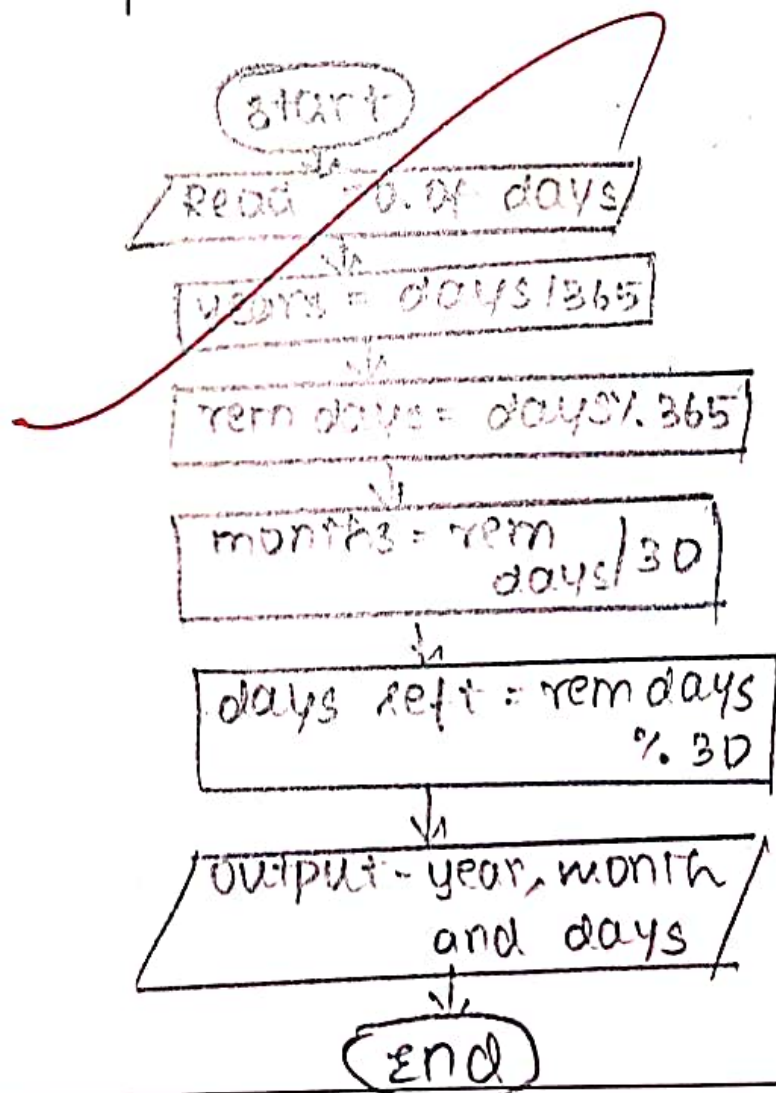 start
Read no. of days
years = days/365
rem days = days % 365
months = rem
days/30
days left = rem days
% 30
output - year, month
and days
End